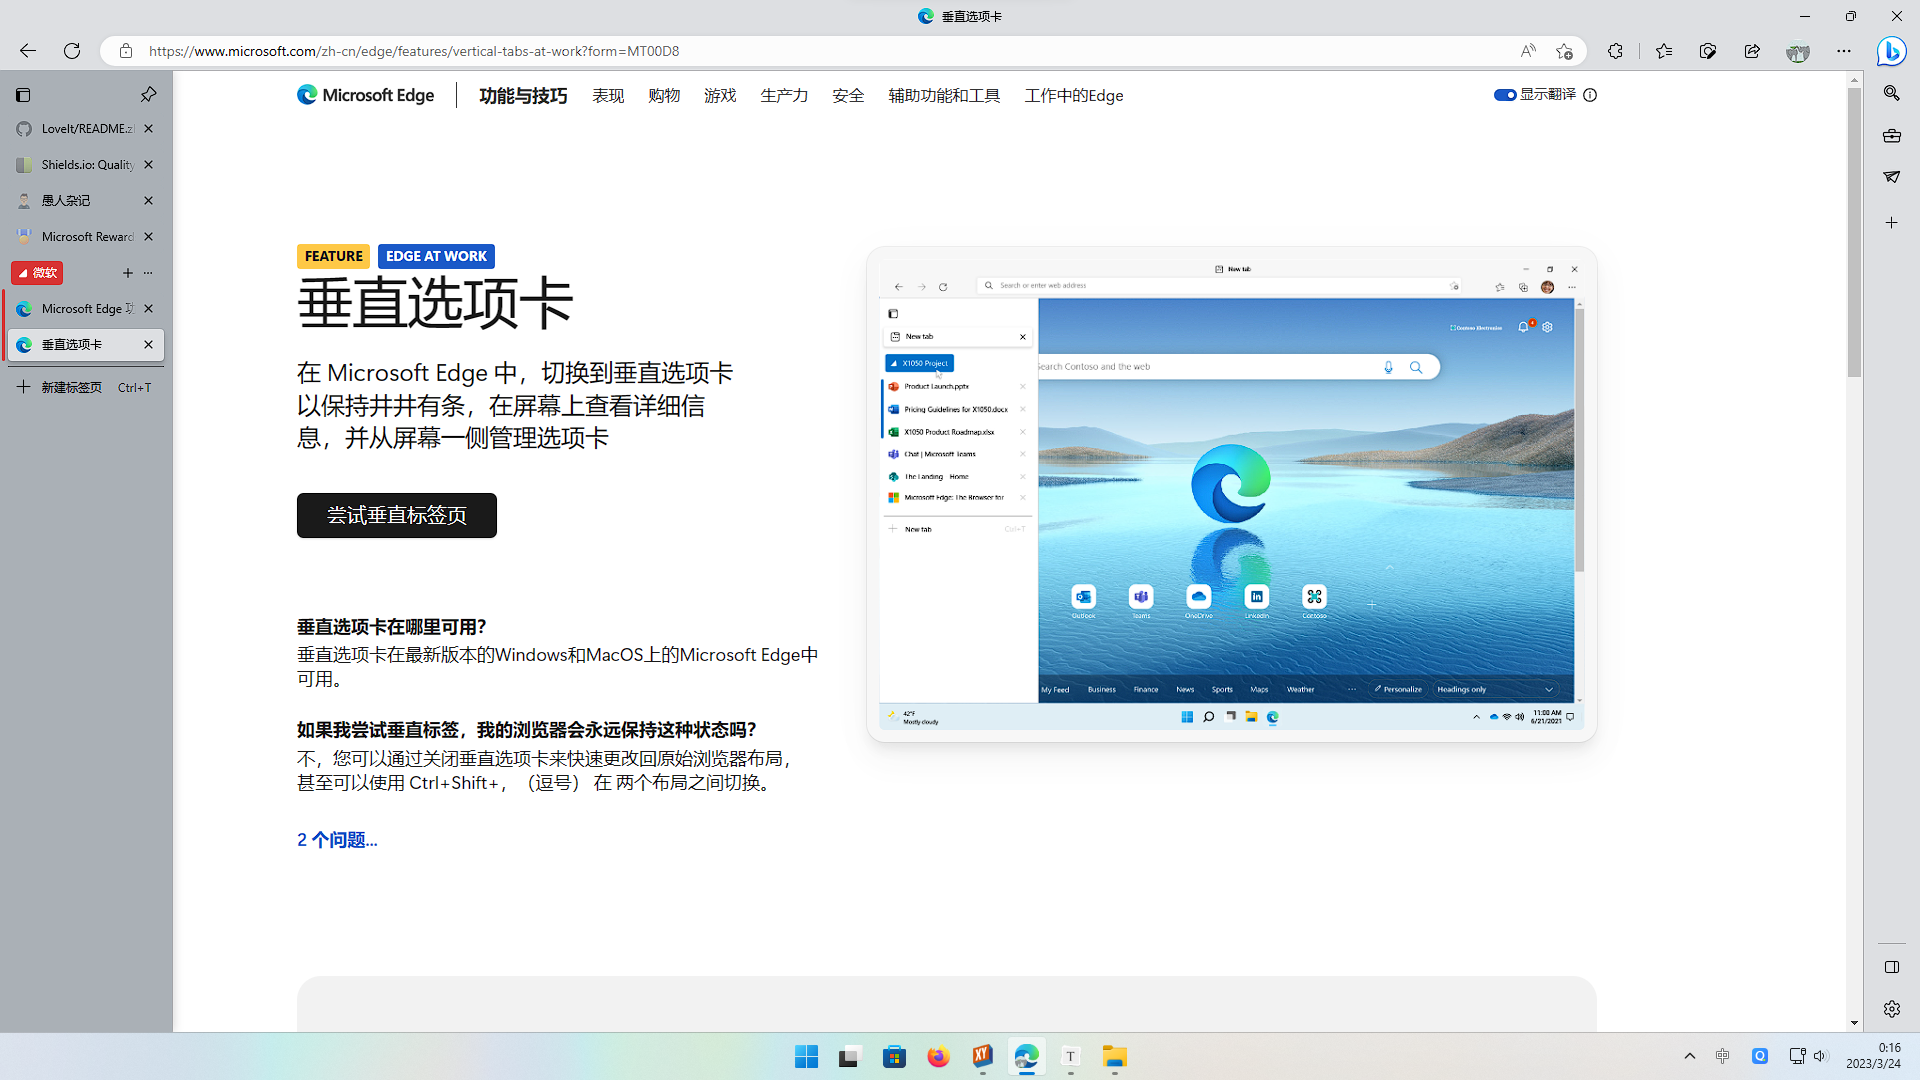 垂直选项卡
https://www.microsoft.com/zh-cn/edge/features/vertical-tabs-at-work?form=MT00D8
LoveIt/README.z
Shields.io: Quality
愚人杂记
Microsoft Reward
微软
Microsoft Edge 功
垂直选项卡
新建标签页 Ctrl+T
Microsoft Edge 功能与技巧 表现 购物 游戏 生产力 安全 辅助功能和工具 工作中的Edge 显示翻译
FEATURE EDGE AT WORK
垂直选项卡
在 Microsoft Edge 中，切换到垂直选项卡
以保持井井有条，在屏幕上查看详细信
息，并从屏幕一侧管理选项卡
尝试垂直标签页
垂直选项卡在哪里可用？
垂直选项卡在最新版本的Windows和MacOS上的Microsoft Edge中
可用。
如果我尝试垂直标签，我的浏览器会永远保持这种状态吗？
不，您可以通过关闭垂直选项卡来快速更改回原始浏览器布局，
甚至可以使用 Ctrl+Shift+，（逗号） 在 两个布局之间切换。
2 个问题...
New tab
Search or enter web address
New tab
X1050 Project
Product Launch.pptx
Pricing Guidelines for X1050.docx
X1050 Product Roadmap.xlsx
Chat | Microsoft Teams
The Landing Home
Microsoft Edge: The Browser for
New tab Ctrl+T
Contoso Electronics
Search Contoso and the web
Outlook Teams OneDrive LinkedIn Contoso
My Feed Business Finance News Sports Maps Weather ... Personalize Headings only
42°F
Mostly cloudy
11:00 AM
6/21/2021
中
0:16
2023/3/24